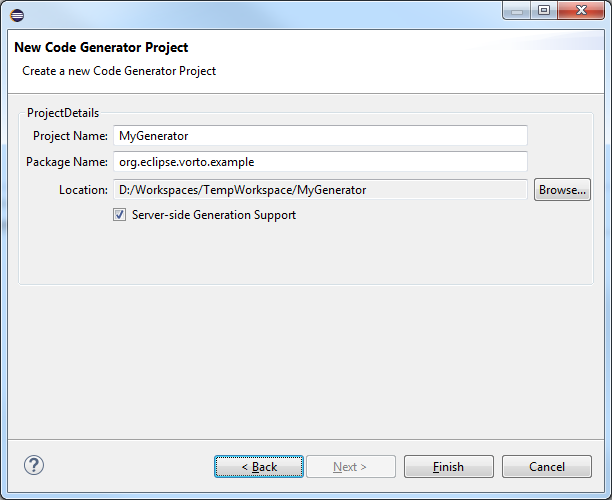 New Code Generator Project
Create a new Code Generator Project
ProjectDetails
Project Name: MyGenerator
Package Name: org.eclipse.vorto.example
Location: D:/Workspaces/TempWorkspace/MyGenerator Browse...
Server-side Generation Support
? < Back Next > Finish Cancel